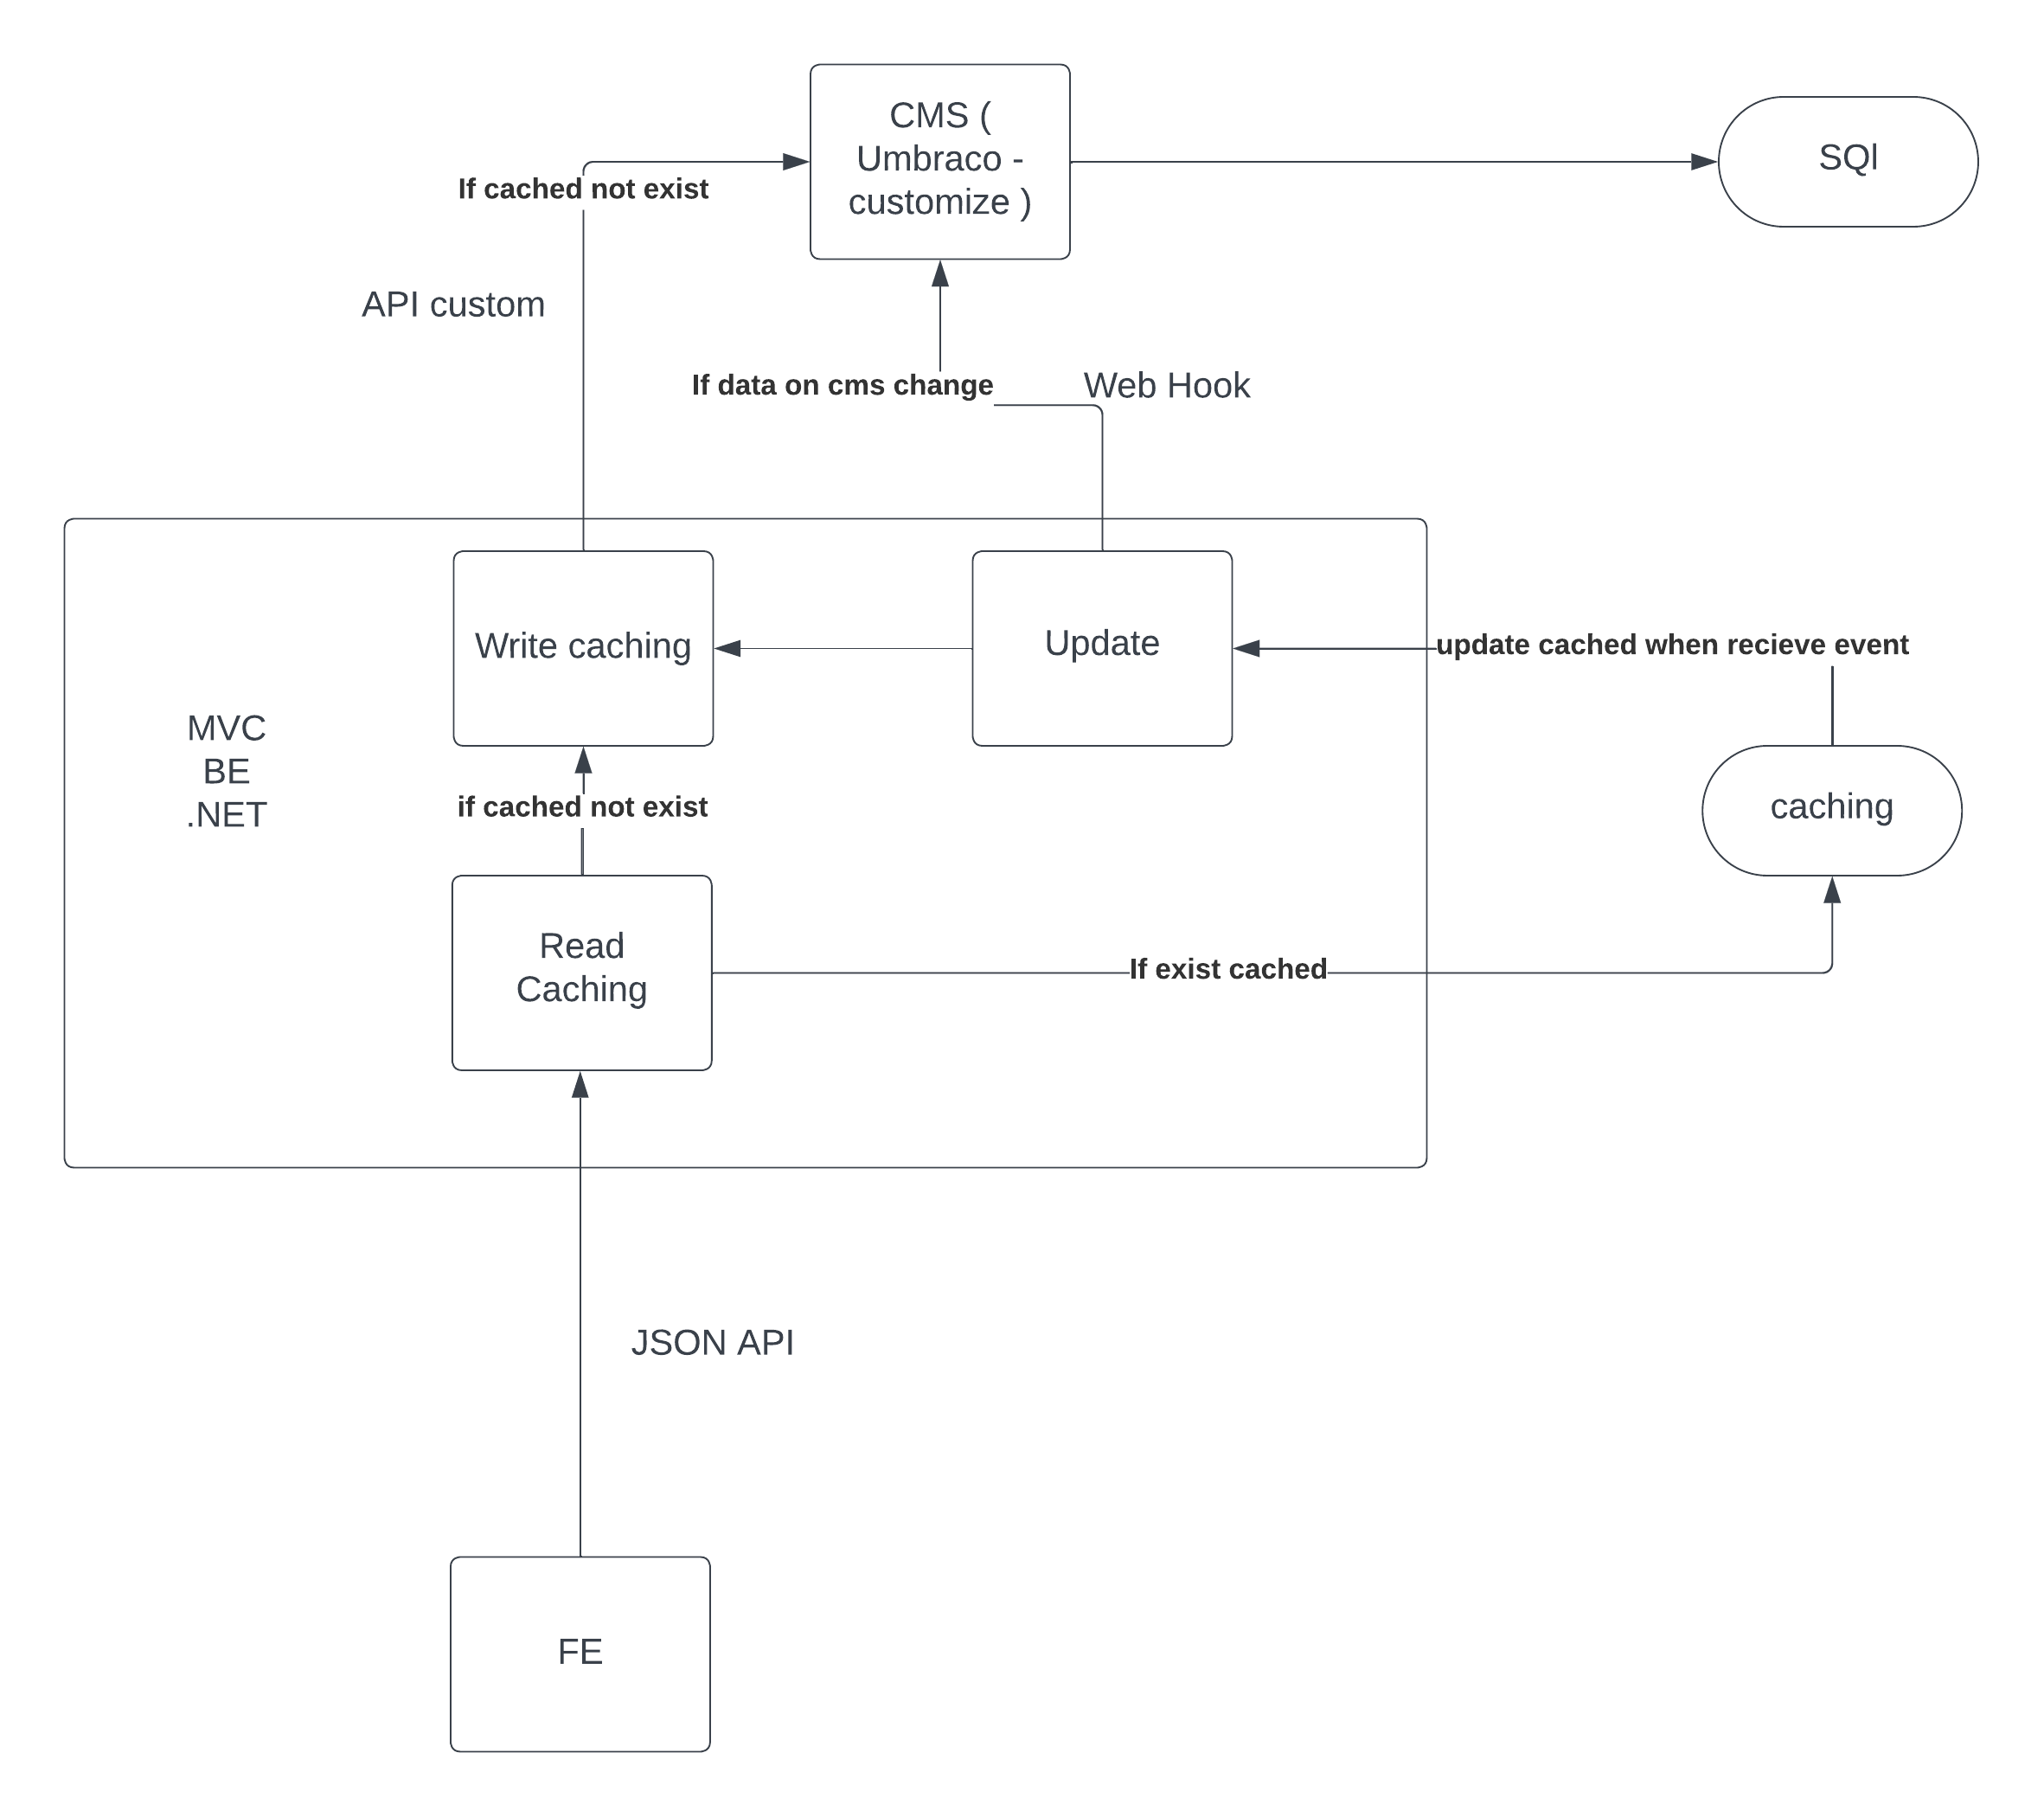 CMS (
Umbraco -
customize )
SQl
If cached not exist
API custom
If data on cms change
Web Hook
Write caching
Update
update cached when recieve event
MVC
BE
.NET
if cached not exist
caching
Read
Caching
If exist cached
JSON API
FE